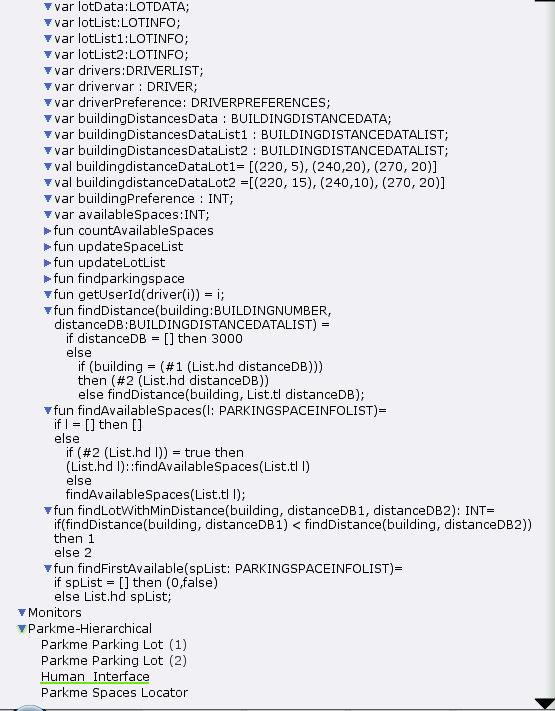 var lotData:LOTDATA;
var lotList:LOTINFO;
var lotList1:LOTINFO;
var lotList2:LOTINFO;
var drivers:DRIVERLIST;
var drivervar : DRIVER;
var driverPreference: DRIVERPREFERENCES;
var buildingDistancesData : BUILDINGDISTANCEDATA;
var buildingDistancesDataList1 : BUILDINGDISTANCEDATALIST;
var buildingDistancesDataList2 : BUILDINGDISTANCEDATALIST;
val buildingdistanceDataLot1= [(220, 5), (240,20), (270, 20)]
val buildingdistanceDataLot2 =[(220, 15), (240,10), (270, 20)]
var buildingPreference : INT;
var availableSpaces:INT;
fun countAvailableSpaces
fun updateSpaceList
fun updateLotList
fun findparkingspace
fun getUserId(driver(i)) = i;
fun findDistance(building:BUILDINGNUMBER,
distanceDB:BUILDINGDISTANCEDATALIST) =
if distanceDB = [] then 3000
else
if (building = (#1 (List.hd distanceDB)))
then (#2 (List.hd distanceDB))
else findDistance(building, List.tl distanceDB);
fun findAvailableSpaces(l: PARKINGSPACEINFOLIST)=
if l = [] then []
else
if (#2 (List.hd l)) = true then
(List.hd l)::findAvailableSpaces(List.tl l)
else
findAvailableSpaces(List.tl l);
fun findLotWithMinDistance(building, distanceDB1, distanceDB2): INT=
if(findDistance(building, distanceDB1) < findDistance(building, distanceDB2))
then 1
else 2
fun findFirstAvailable(spList: PARKINGSPACEINFOLIST)=
if spList = [] then (0,false)
else List.hd spList;
Monitors
Parkme-Hierarchical
Parkme Parking Lot (1)
Parkme Parking Lot (2)
Human Interface
Parkme Spaces Locator